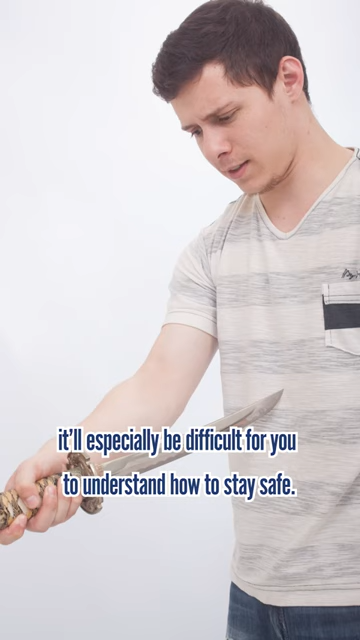 it'll especially be difficult for you
to understand how to stay safe.